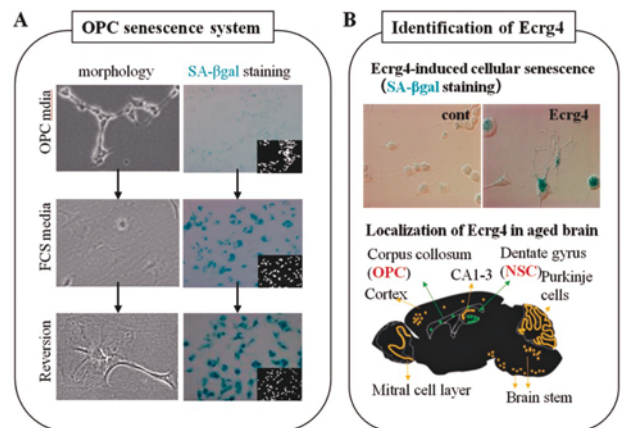 A
OPC senescence system
morphology
SA-βgal staining
OPC mdia
FCS media
Reversion
B
Identification of Ecrg4
Ecrg4-induced cellular senescence
(SA-βgal staining)
cont
Ecrg4
Localization of Ecrg4 in aged brain
Corpus collosum
(OPC)
Cortex
CA1-3
Dentate gyrus
(NSC)
Purkinje
cells
Mitral cell layer
Brain stem